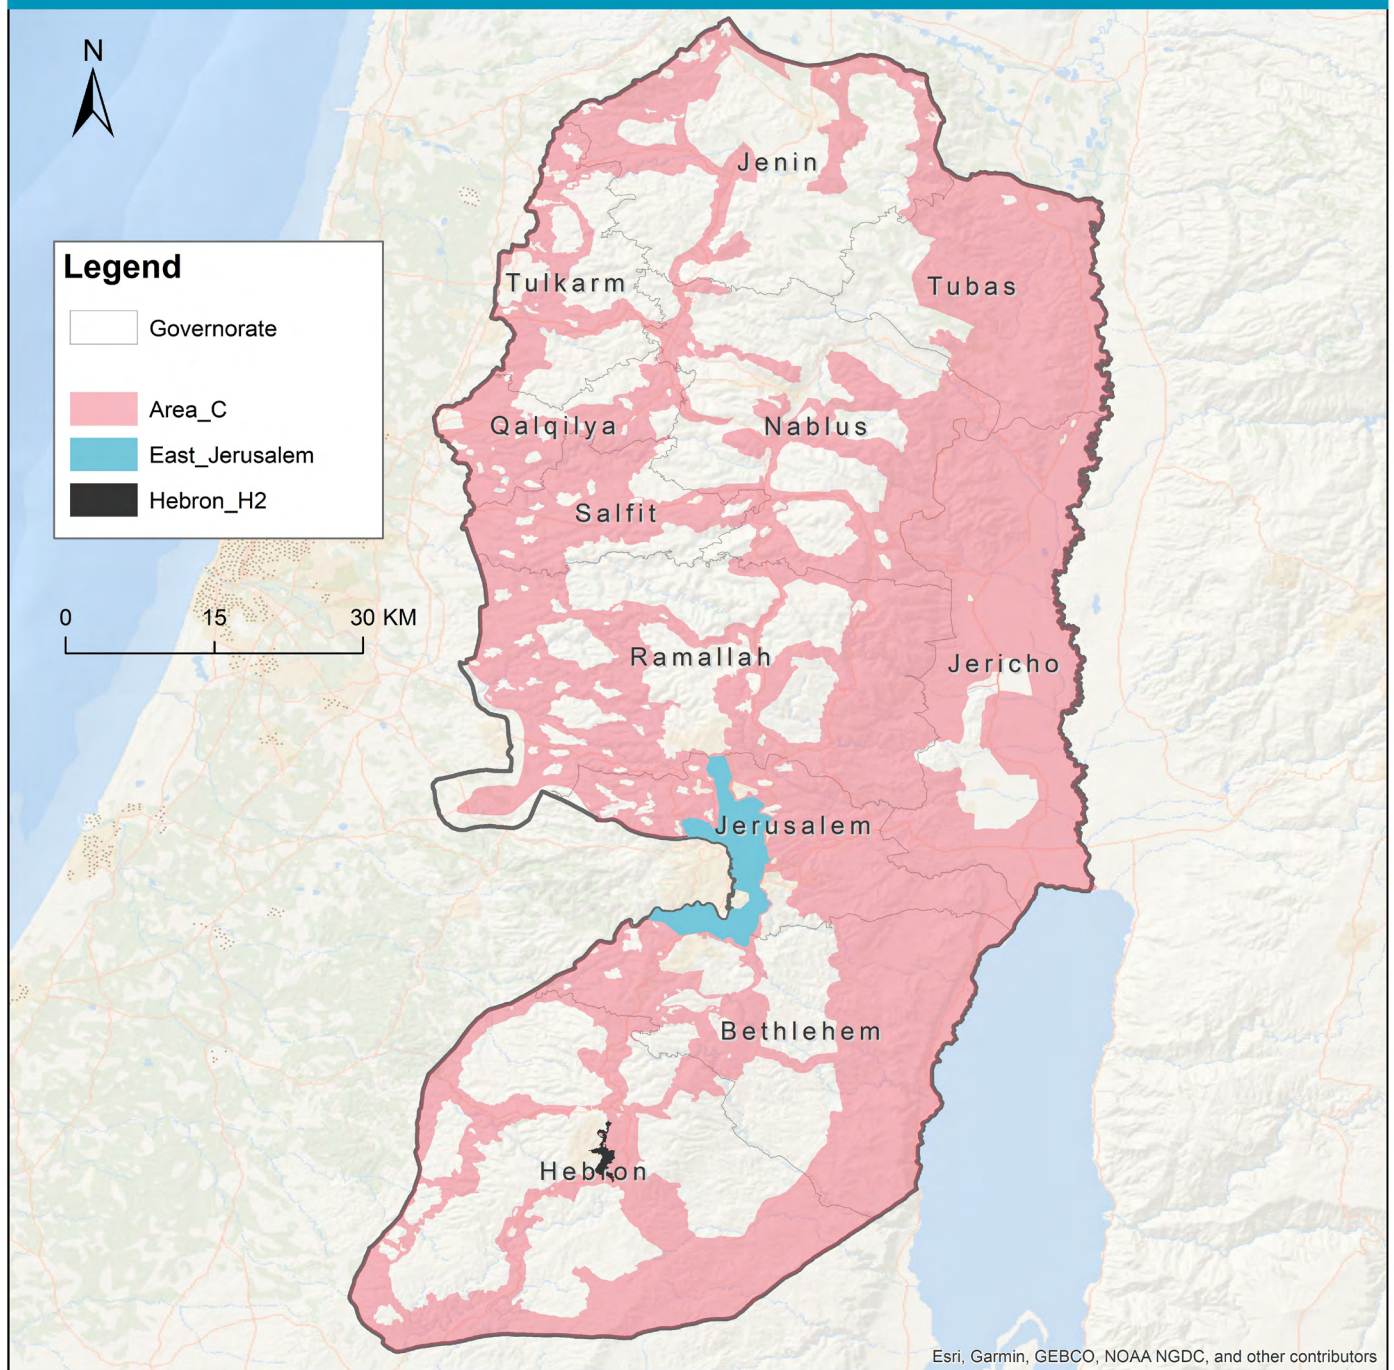 N
Legend
Governorate
Area_C
East_Jerusalem
Hebron_H2
0 15 30 KM
Jenin
Tulkarm
Tubas
Qalqilya
Nablus
Salfit
Ramallah
Jericho
Jerusalem
Bethlehem
Hebron
Esri, Garmin, GEBCO, NOAA NGDC, and other contributors